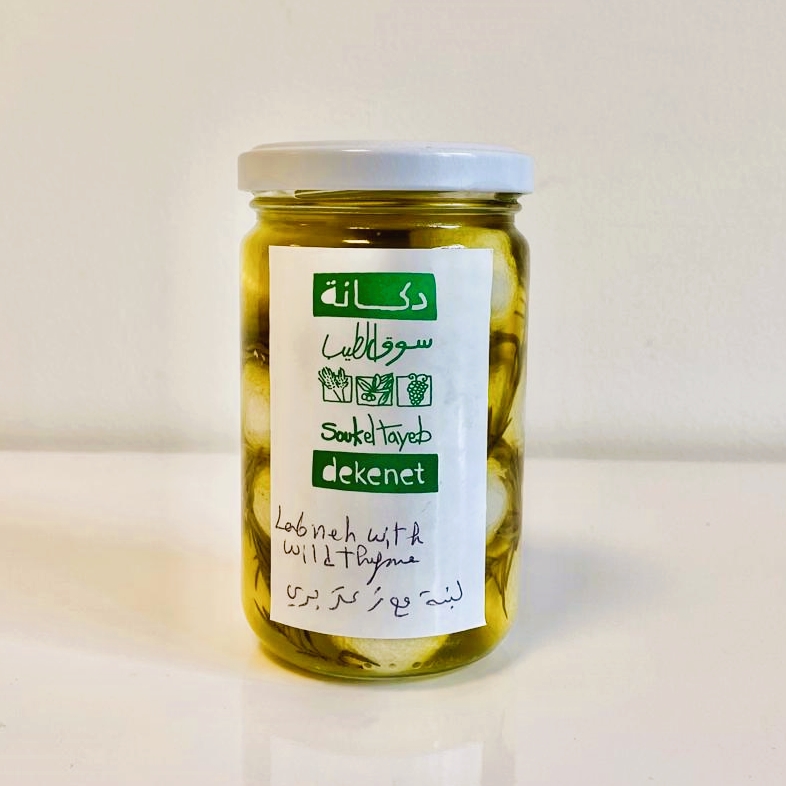 دكانة
سوق الطيب
Souk el Tayeb
dekenet
Labneh with
wild thyme
لبنة مع زعتر بري